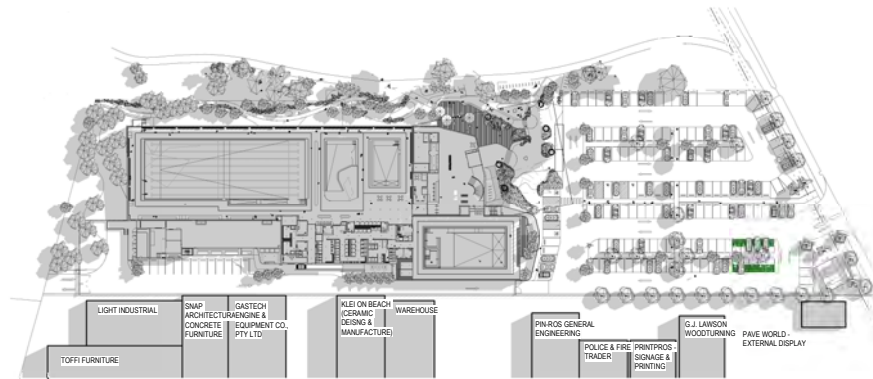 LIGHT INDUSTRIAL
TOFFI FURNITURE
SNAP
ARCHITECTURA
CONCRETE
FURNITURE
GASTECH
ENGINE &
EQUIPMENT CO.,
PTY LTD
KLEI ON BEACH
(CERAMIC
DEISNG &
MANUFACTURE)
WAREHOUSE
PIN-ROS GENERAL
ENGINEERING
POLICE & FIRE
TRADER
PRINTPROS -
SIGNAGE &
PRINTING
G.J. LAWSON
WOODTURNING
PAVE WORLD -
EXTERNAL DISPLAY